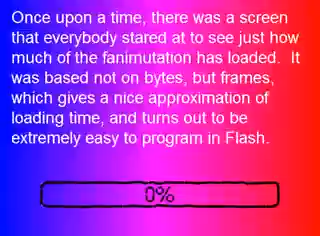 Once upon a time, there was a screen
that everybody stared at to see just how
much of the fanimutation has loaded.  It
was based not on bytes, but frames,
which gives a nice approximation of
loading time, and turns out to be
extremely easy to program in Flash.
0%